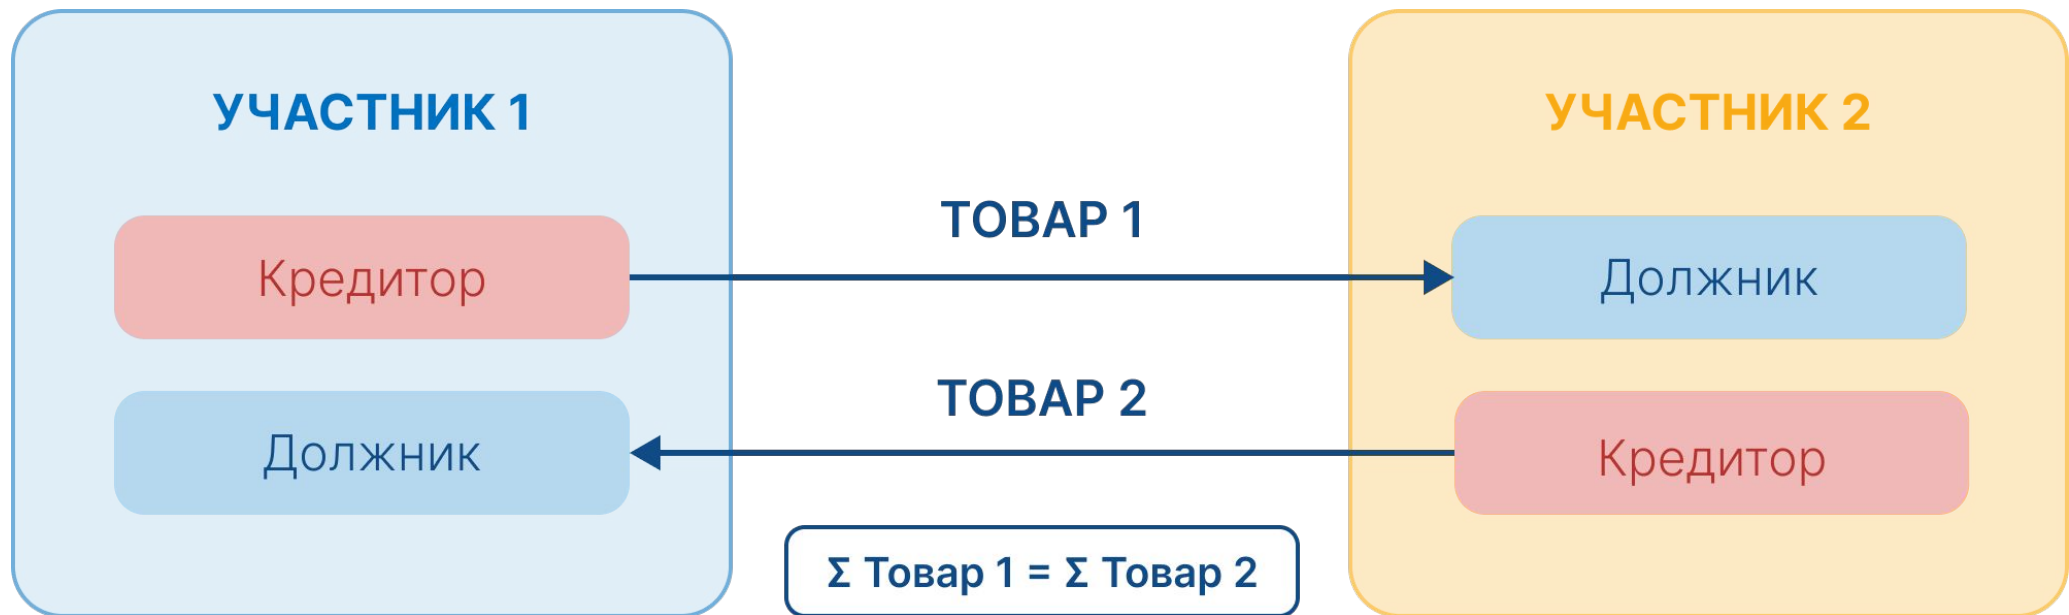 УЧАСТНИК 1
УЧАСТНИК 2
ТОВАР 1
Кредитор
Должник
ТОВАР 2
Должник
Кредитор
Σ Товар 1 = Σ Товар 2